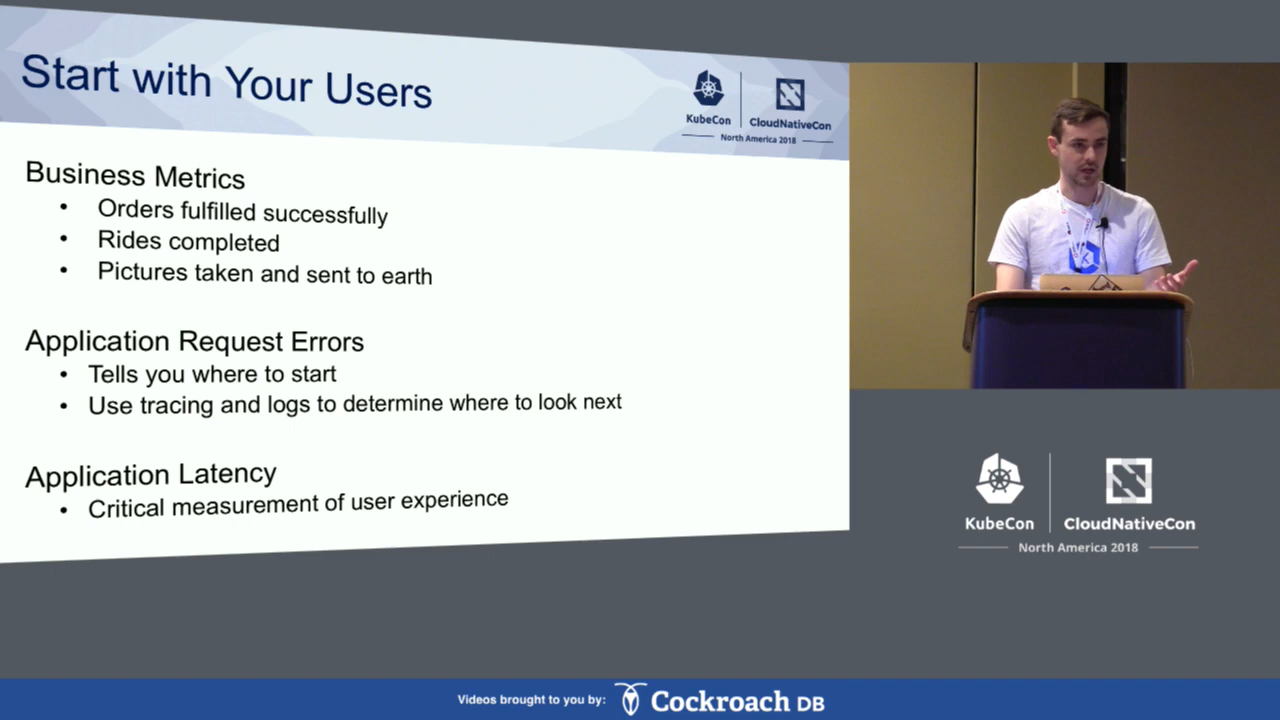 Start with Your Users
KubeCon
CloudNativeCon
North America 2018
Business Metrics
• Orders fulfilled successfully
• Rides completed
• Pictures taken and sent to earth
Application Request Errors
• Tells you where to start
• Use tracing and logs to determine where to look next
Application Latency
• Critical measurement of user experience
KubeCon
CloudNativeCon
North America 2018
Videos brought to you by: Cockroach DB